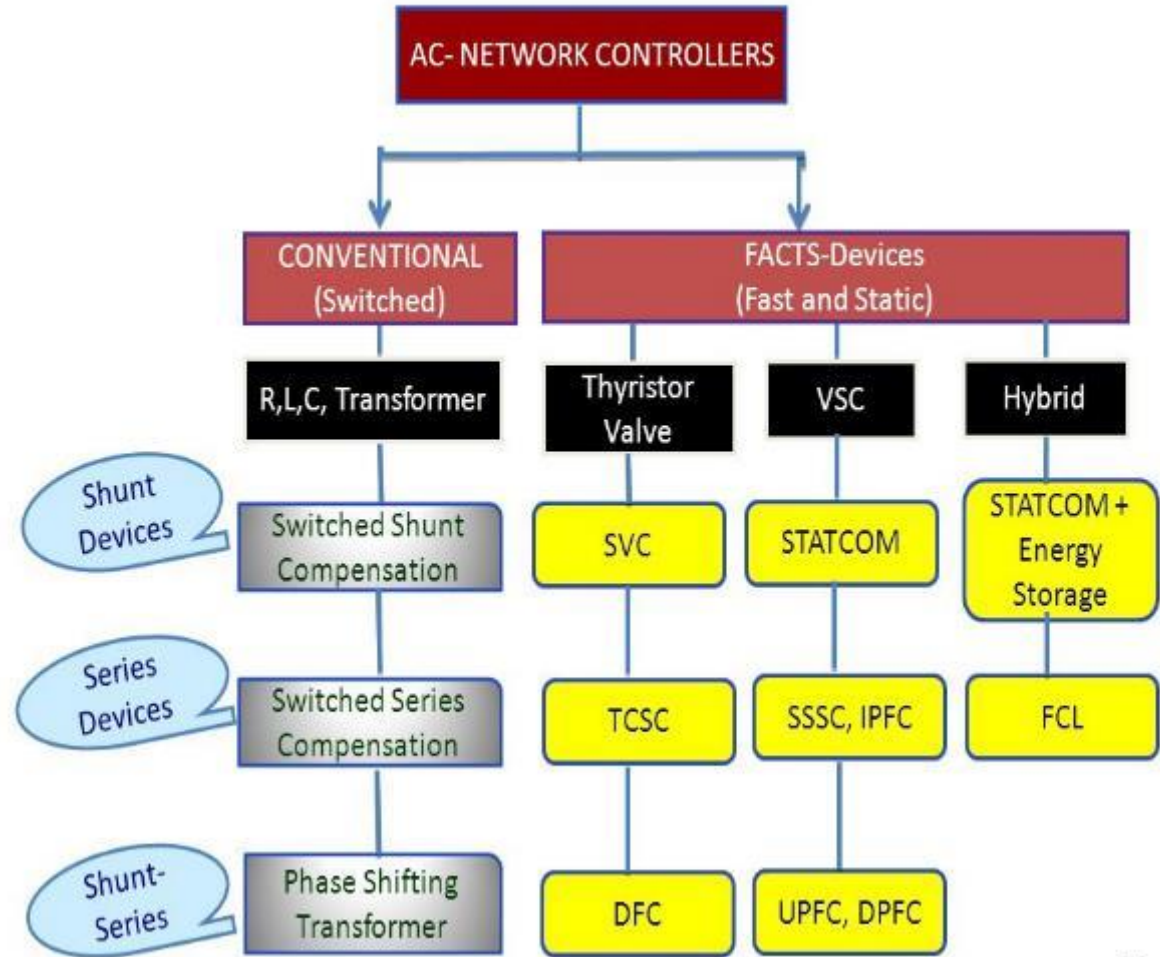 AC- NETWORK CONTROLLERS
CONVENTIONAL
(Switched)
FACTS-Devices
(Fast and Static)
R,L,C, Transformer
Thyristor
Valve
VSC
Hybrid
Shunt
Devices
Switched Shunt
Compensation
SVC
STATCOM
STATCOM +
Energy
Storage
Series
Devices
Switched Series
Compensation
TCSC
SSSC, IPFC
FCL
Shunt-
Series
Phase Shifting
Transformer
DFC
UPFC, DPFC